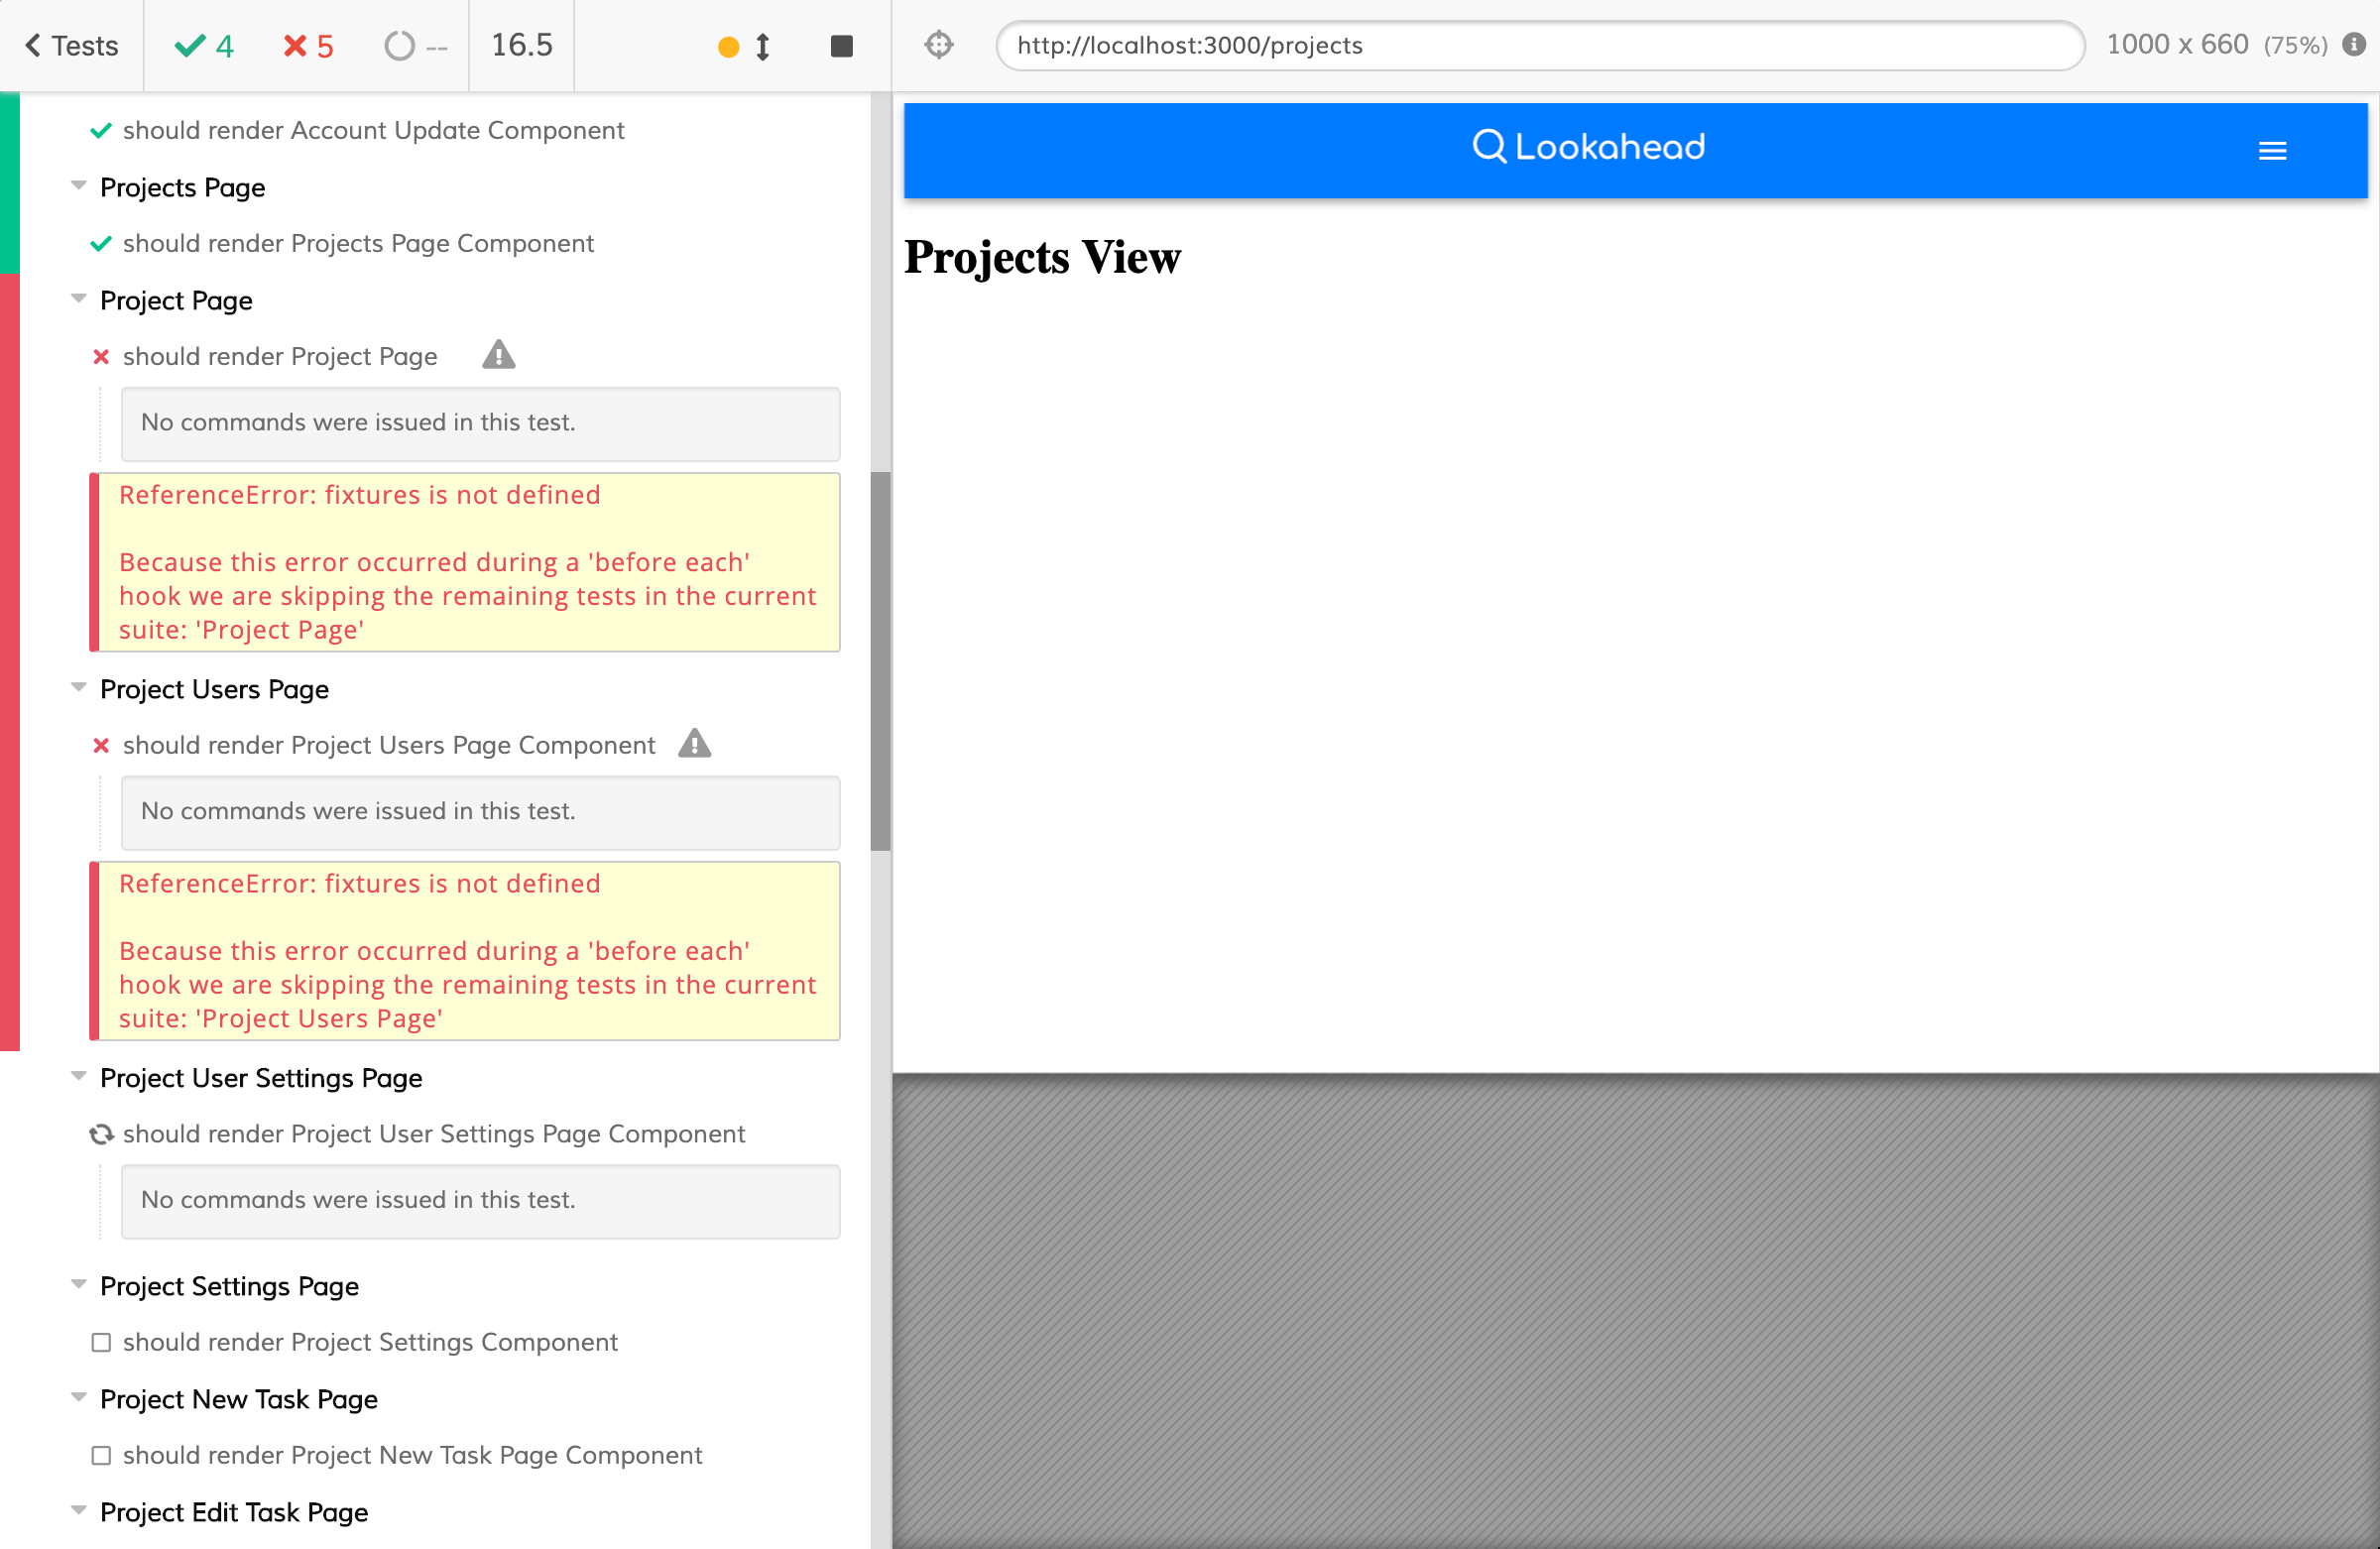 Tests
4
5
--
16.5
http://localhost:3000/projects
1000 x 660 (75%)
should render Account Update Component
Projects Page
should render Projects Page Component
Project Page
should render Project Page
No commands were issued in this test.
ReferenceError: fixtures is not defined
Because this error occurred during a 'before each'
hook we are skipping the remaining tests in the current
suite: 'Project Page'
Project Users Page
should render Project Users Page Component
No commands were issued in this test.
ReferenceError: fixtures is not defined
Because this error occurred during a 'before each'
hook we are skipping the remaining tests in the current
suite: 'Project Users Page'
Project User Settings Page
should render Project User Settings Page Component
No commands were issued in this test.
Project Settings Page
should render Project Settings Component
Project New Task Page
should render Project New Task Page Component
Project Edit Task Page
Lookahead
Projects View